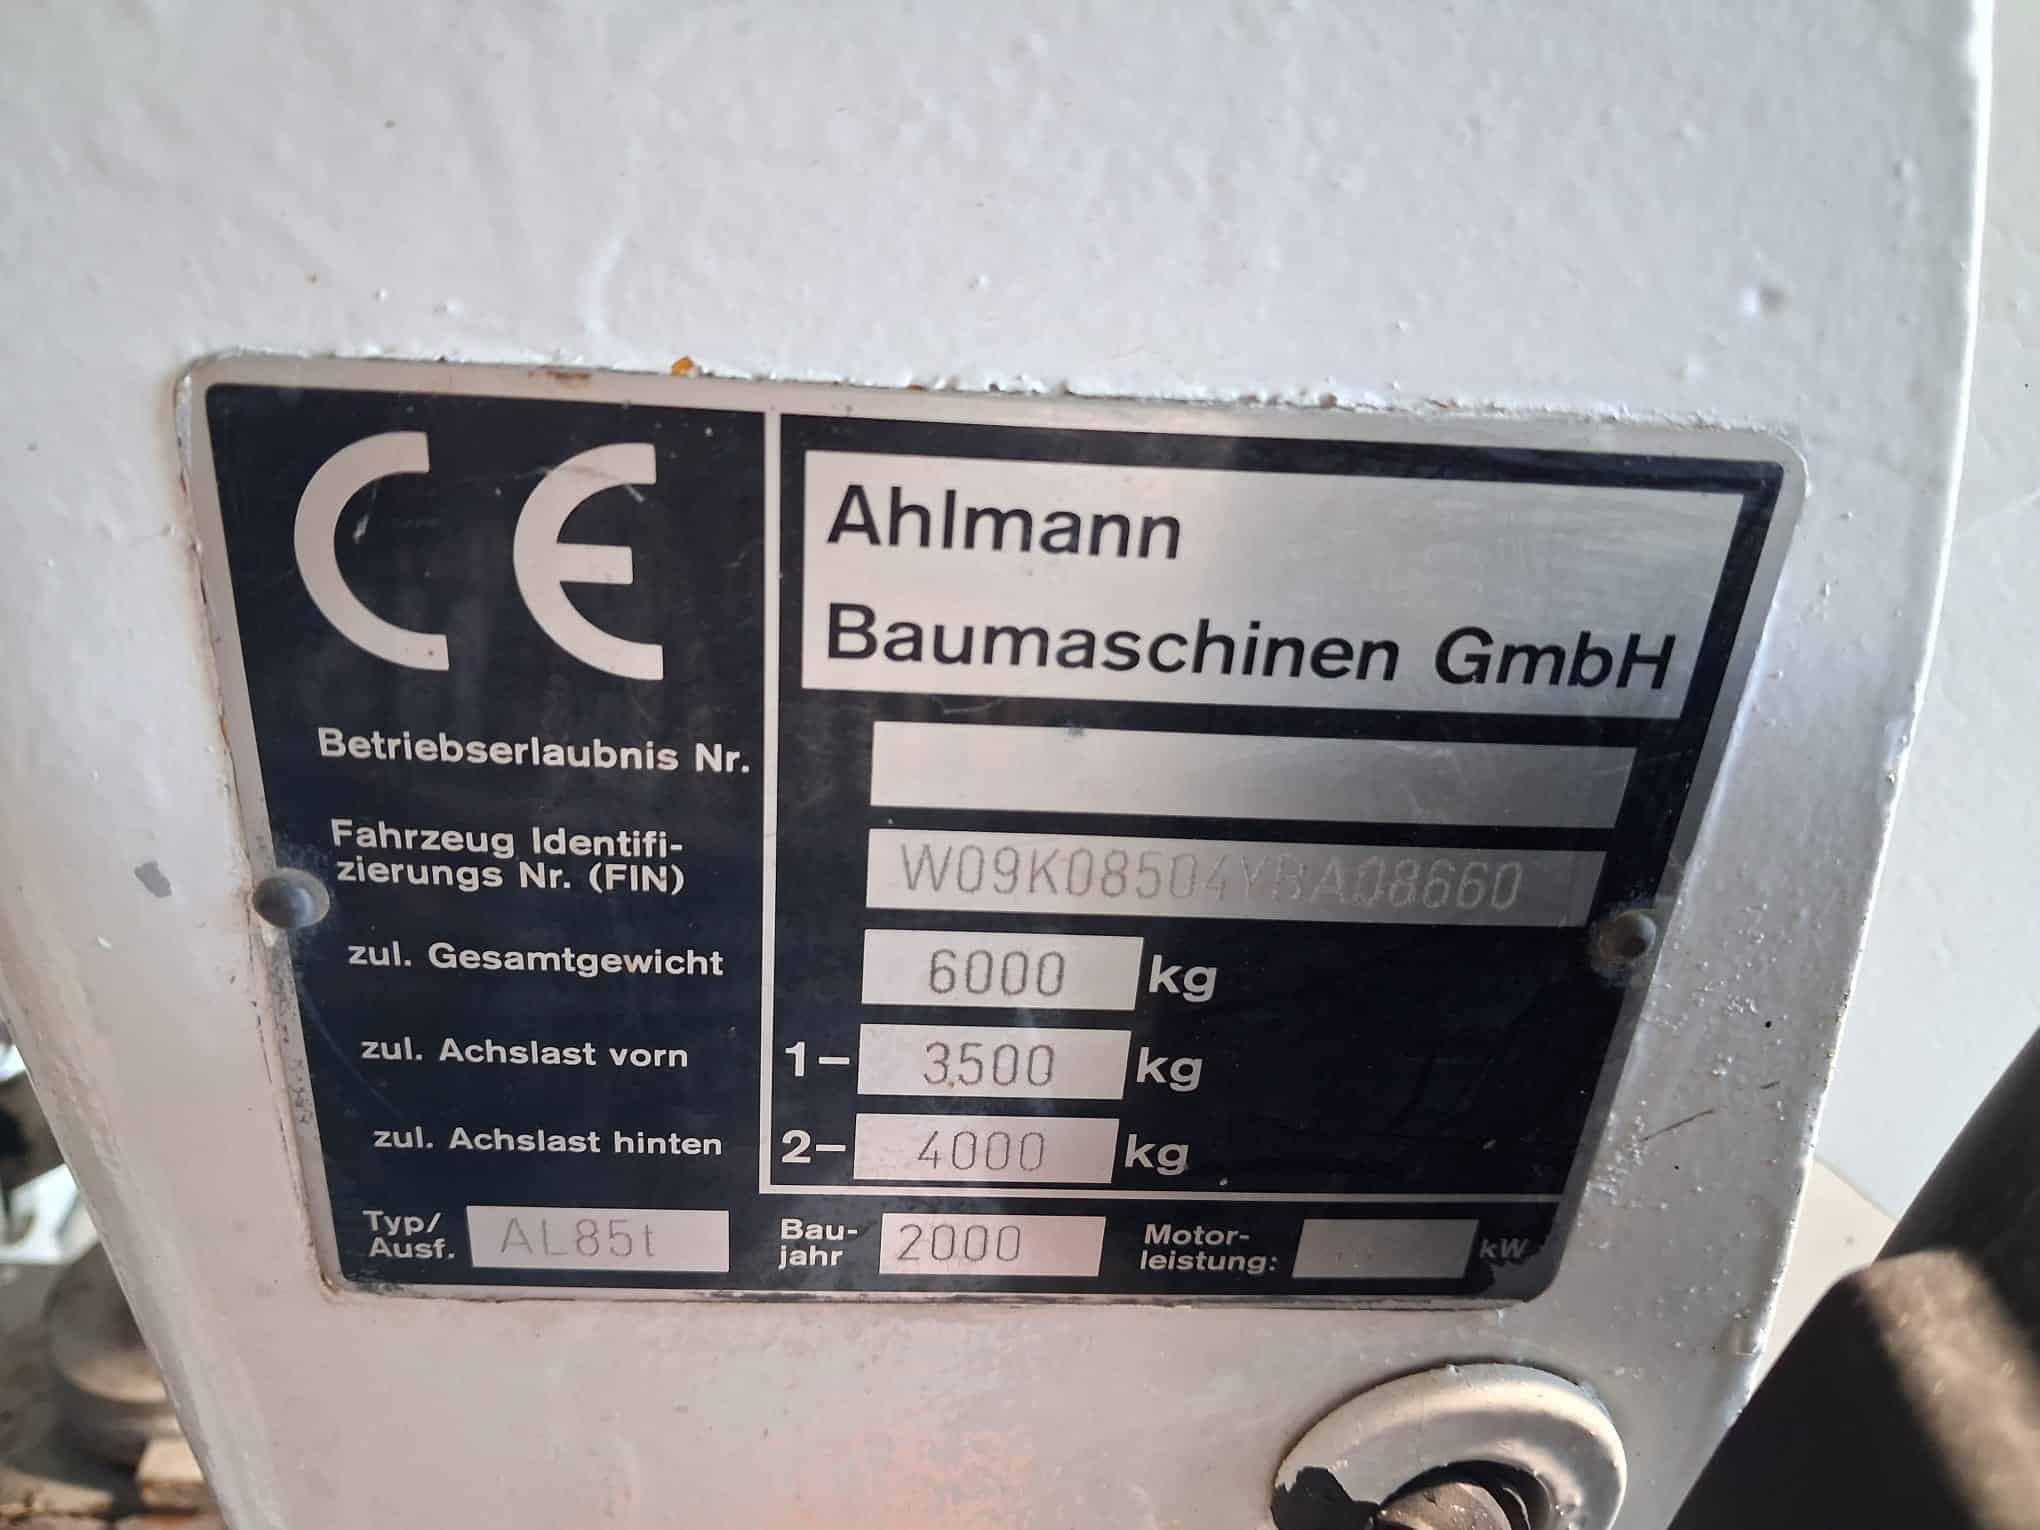 CE
Ahlmann
Baumaschinen GmbH
Betriebserlaubnis Nr.
Fahrzeug Identifi-
zierungs Nr. (FIN)
W09K08504YBA08660
zul. Gesamtgewicht 6000 kg
zul. Achslast vorn 1- 3500 kg
zul. Achslast hinten 2- 4000 kg
Typ/
Ausf. AL85t
Bau-
jahr 2000
Motor-
leistung: kW